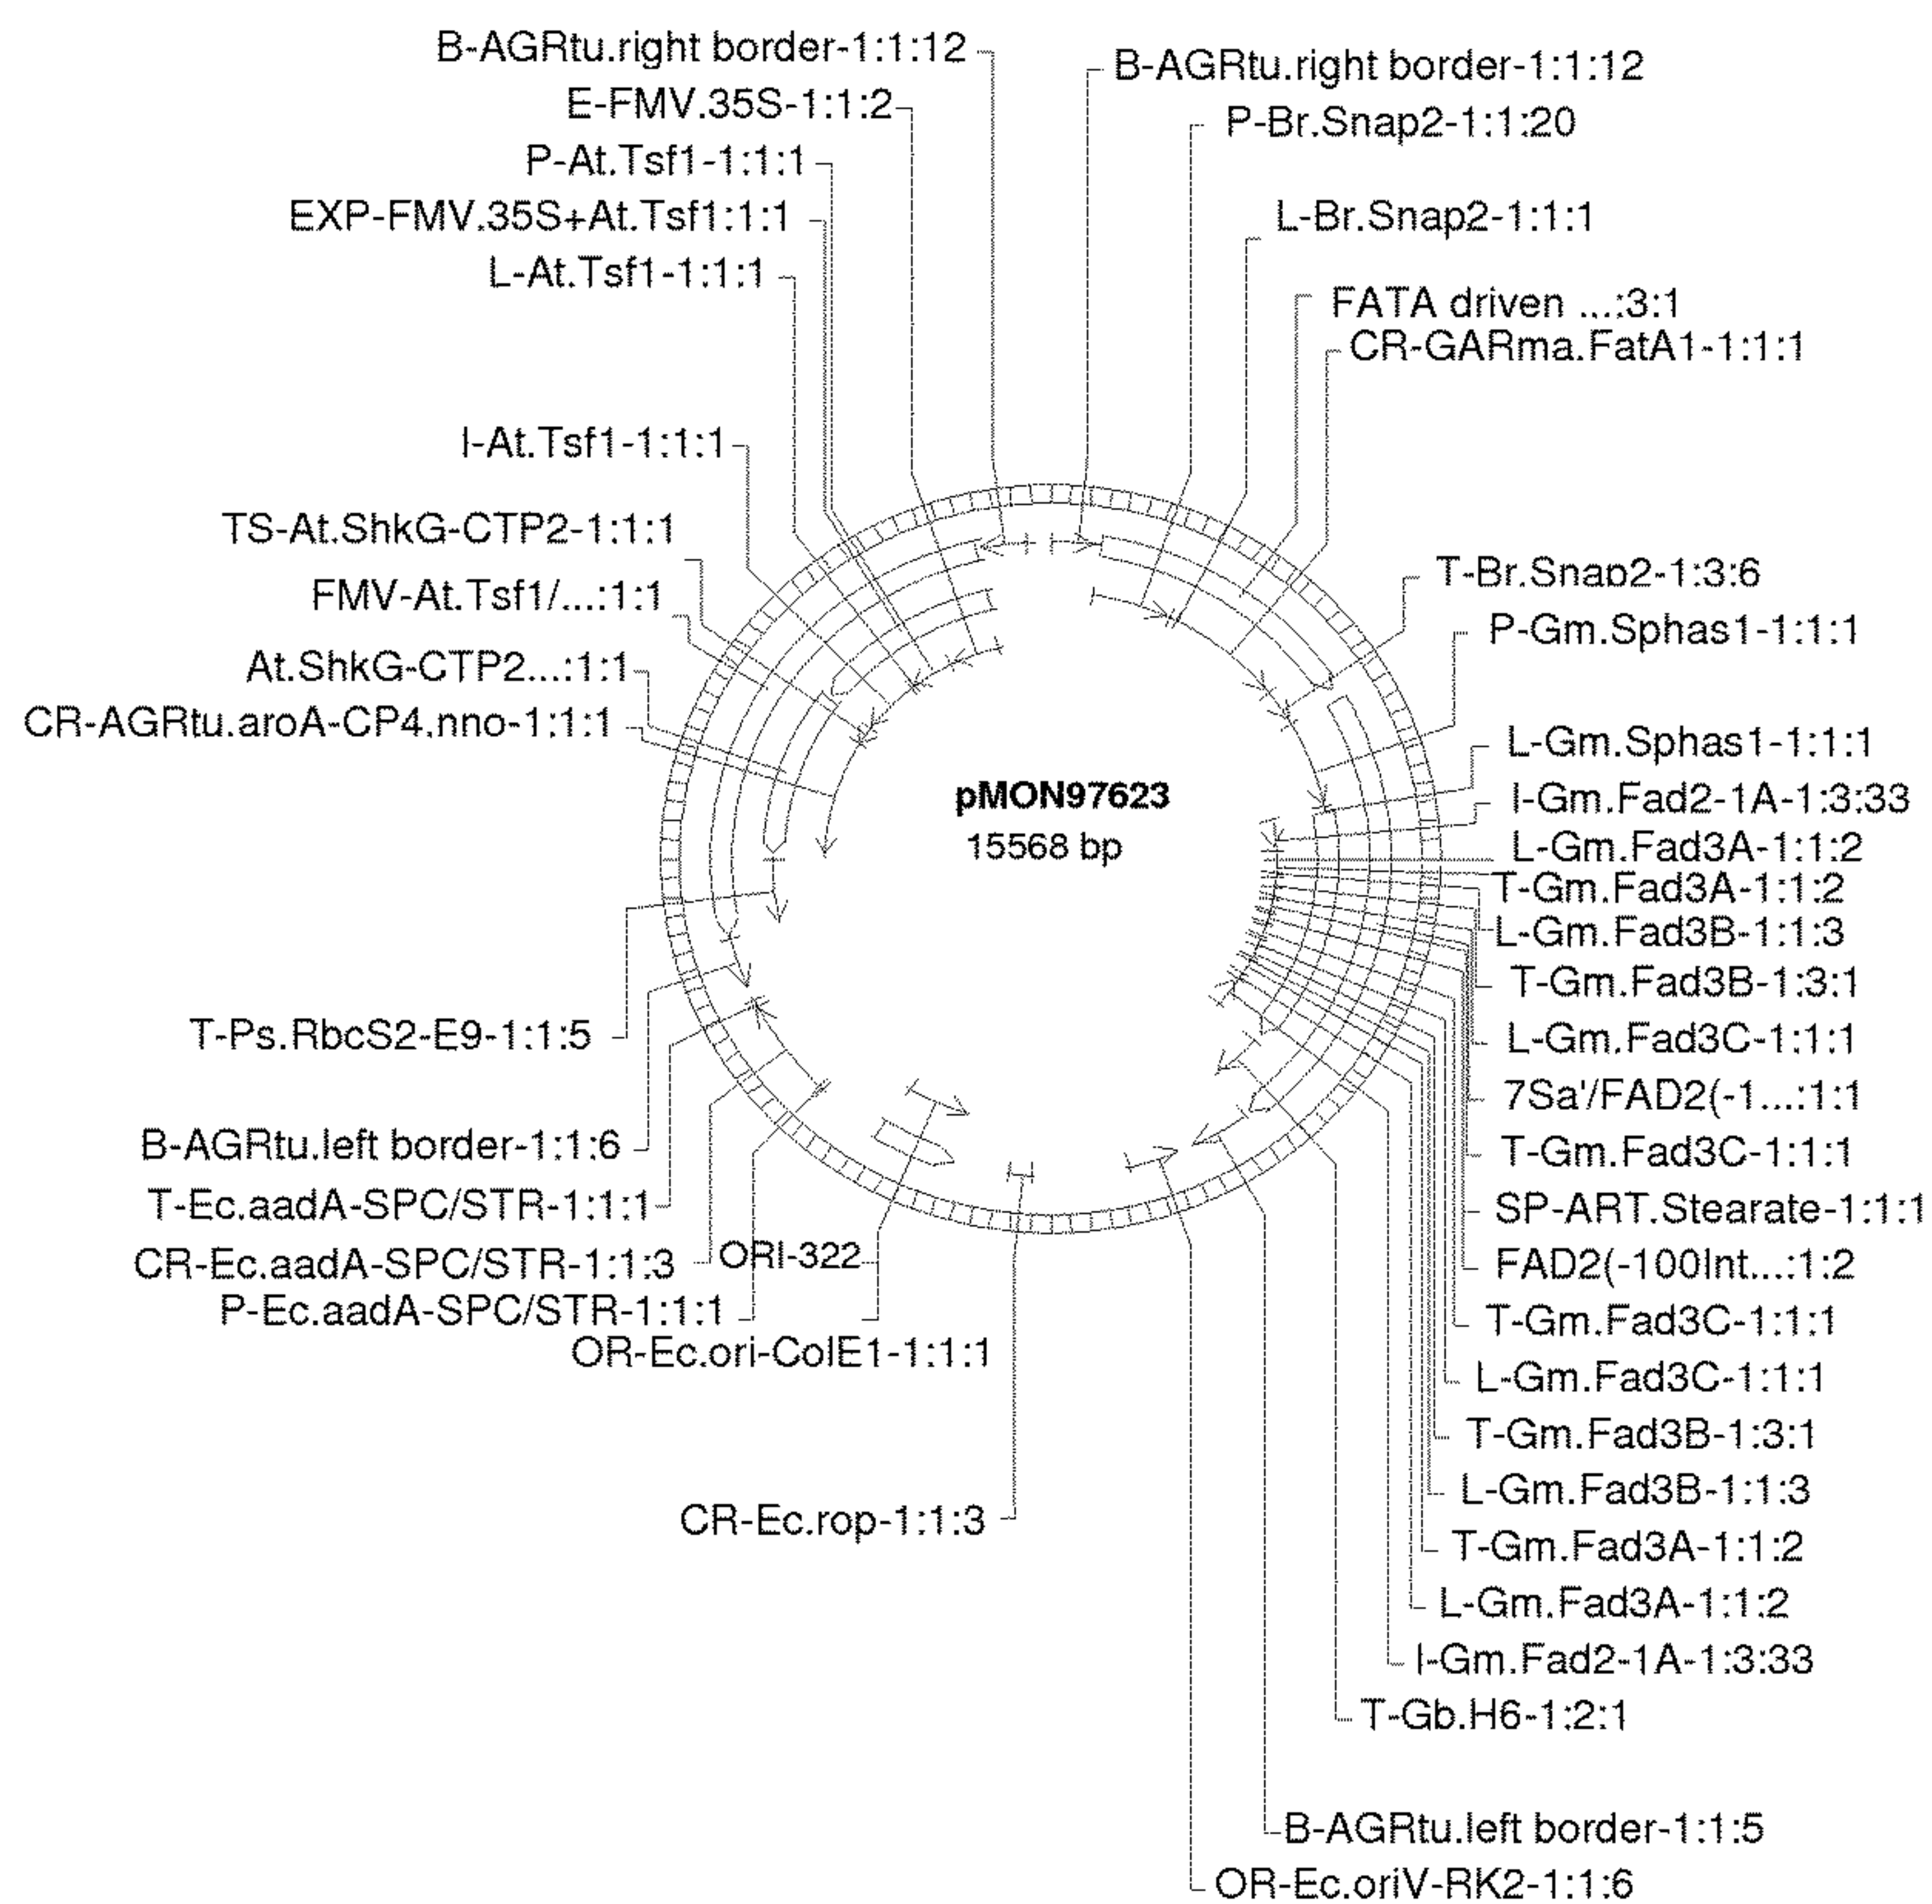 B-AGRtu.right border-1:1:12
E-FMV.35S-1:1:2
P-At.Tsf1-1:1:1
EXP-FMV.35S+At.Tsf1:1:1
L-At.Tsf1-1:1:1
I-At.Tsf1-1:1:1
TS-At.ShkG-CTP2-1:1:1
FMV-At.Tsf1/...:1:1
At.ShkG-CTP2...:1:1
CR-AGRtu.aroA-CP4.nno-1:1:1
T-Ps.RbcS2-E9-1:1:5
B-AGRtu.left border-1:1:6
T-Ec.aadA-SPC/STR-1:1:1
CR-Ec.aadA-SPC/STR-1:1:3
P-Ec.aadA-SPC/STR-1:1:1
ORI-322
OR-Ec.ori-ColE1-1:1:1
CR-Ec.rop-1:1:3
pMON97623
15568 bp
B-AGRtu.right border-1:1:12
P-Br.Snap2-1:1:20
L-Br.Snap2-1:1:1
FATA driven ...:3:1
CR-GARma.FatA1-1:1:1
T-Br.Snap2-1:3:6
P-Gm.Sphas1-1:1:1
L-Gm.Sphas1-1:1:1
I-Gm.Fad2-1A-1:3:33
L-Gm.Fad3A-1:1:2
T-Gm.Fad3A-1:1:2
L-Gm.Fad3B-1:1:3
T-Gm.Fad3B-1:3:1
L-Gm.Fad3C-1:1:1
7Sa'/FAD2(-1...:1:1
T-Gm.Fad3C-1:1:1
SP-ART.Stearate-1:1:1
FAD2(-100Int...:1:2
T-Gm.Fad3C-1:1:1
L-Gm.Fad3C-1:1:1
T-Gm.Fad3B-1:3:1
L-Gm.Fad3B-1:1:3
T-Gm.Fad3A-1:1:2
L-Gm.Fad3A-1:1:2
I-Gm.Fad2-1A-1:3:33
T-Gb.H6-1:2:1
B-AGRtu.left border-1:1:5
OR-Ec.oriV-RK2-1:1:6